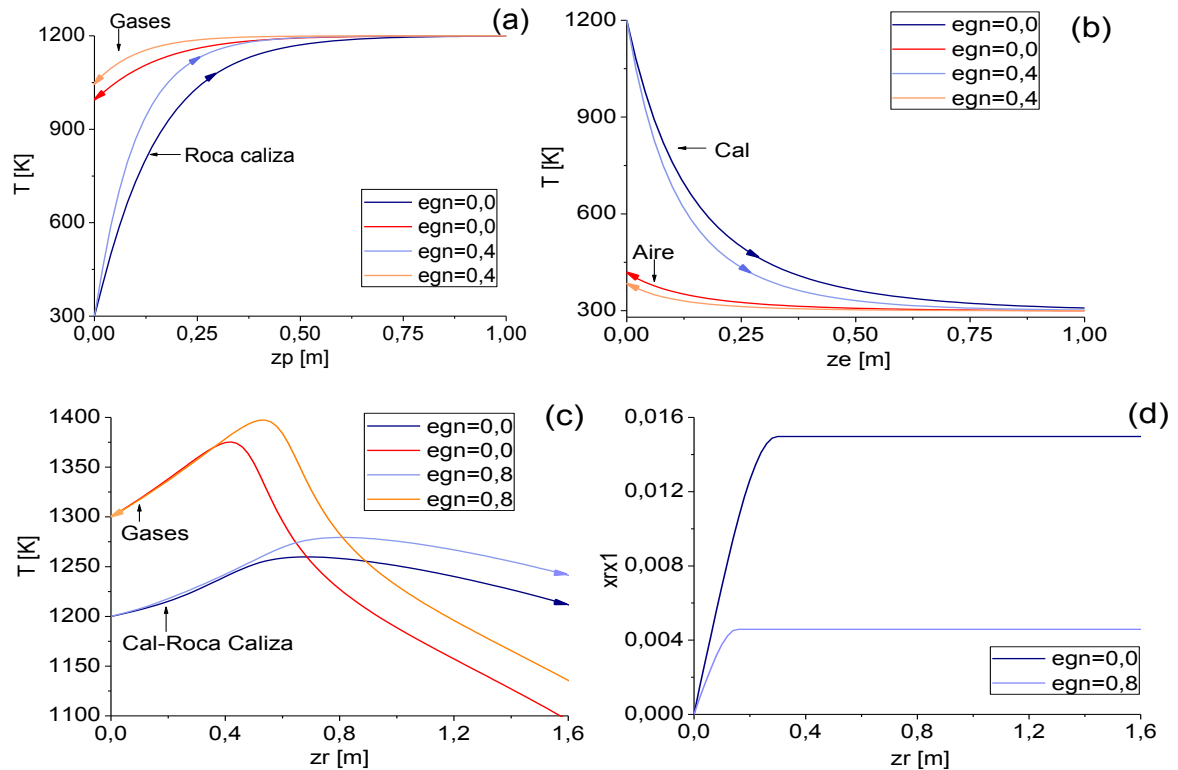 (a)
Gases
1200
900
600
300
T [K]
Roca caliza
egn=0,0
egn=0,0
egn=0,4
egn=0,4
0,00
0,25
0,50
0,75
1,00
zp [m]
(b)
egn=0,0
egn=0,0
egn=0,4
egn=0,4
1200
900
600
300
T [K]
Cal
Aire
0,00
0,25
0,50
0,75
1,00
ze [m]
(c)
1400
1350
1300
1250
1200
1150
1100
T [K]
egn=0,0
egn=0,0
egn=0,8
egn=0,8
Gases
Cal-Roca Caliza
0,0
0,4
0,8
1,2
1,6
zr [m]
(d)
0,016
0,012
0,008
0,004
0,000
xrx1
egn=0,0
egn=0,8
0,0
0,4
0,8
1,2
1,6
zr [m]